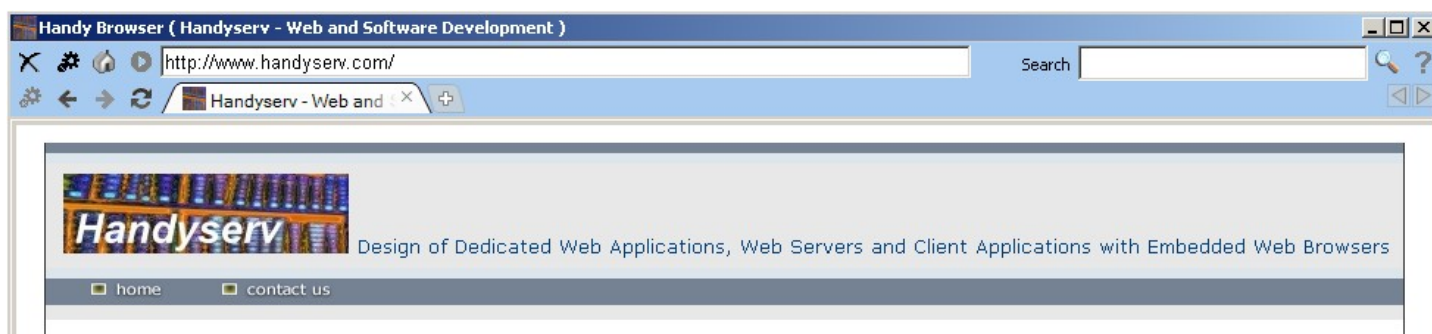 Handy Browser ( Handyserv - Web and Software Development )
http://www.handyserv.com/
Search
?
Handyserv - Web and
Handyserv
Design of Dedicated Web Applications, Web Servers and Client Applications with Embedded Web Browsers
home contact us